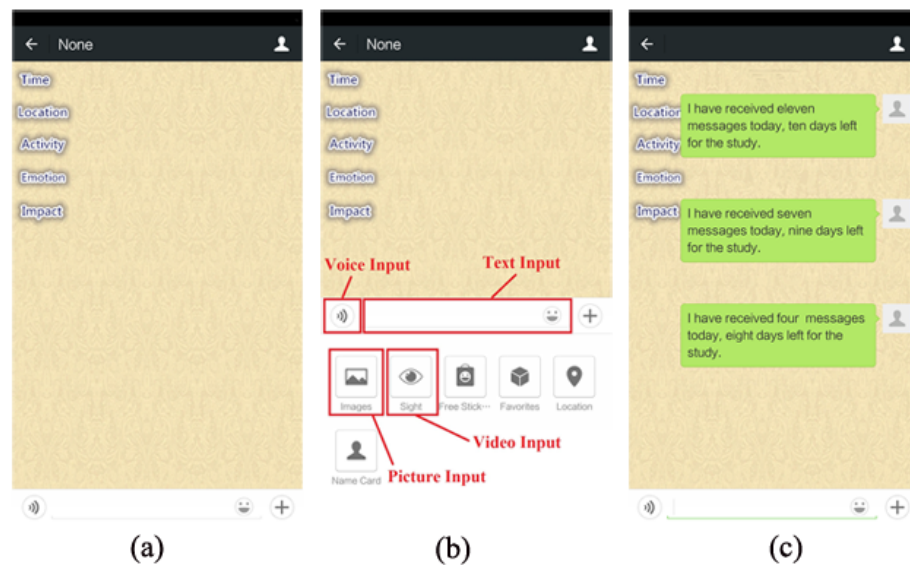 None
Time
Location
Activity
Emotion
Impact
(a)
None
Time
Location
Activity
Emotion
Impact
Voice Input
Text Input
Images
Sight
Free Stick...
Favorites
Location
Video Input
Name Card
Picture Input
(b)
Time
Location
Activity
Emotion
Impact
I have received eleven
messages today, ten days left
for the study.
I have received seven
messages today, nine days left
for the study.
I have received four messages
today, eight days left for the
study.
(c)